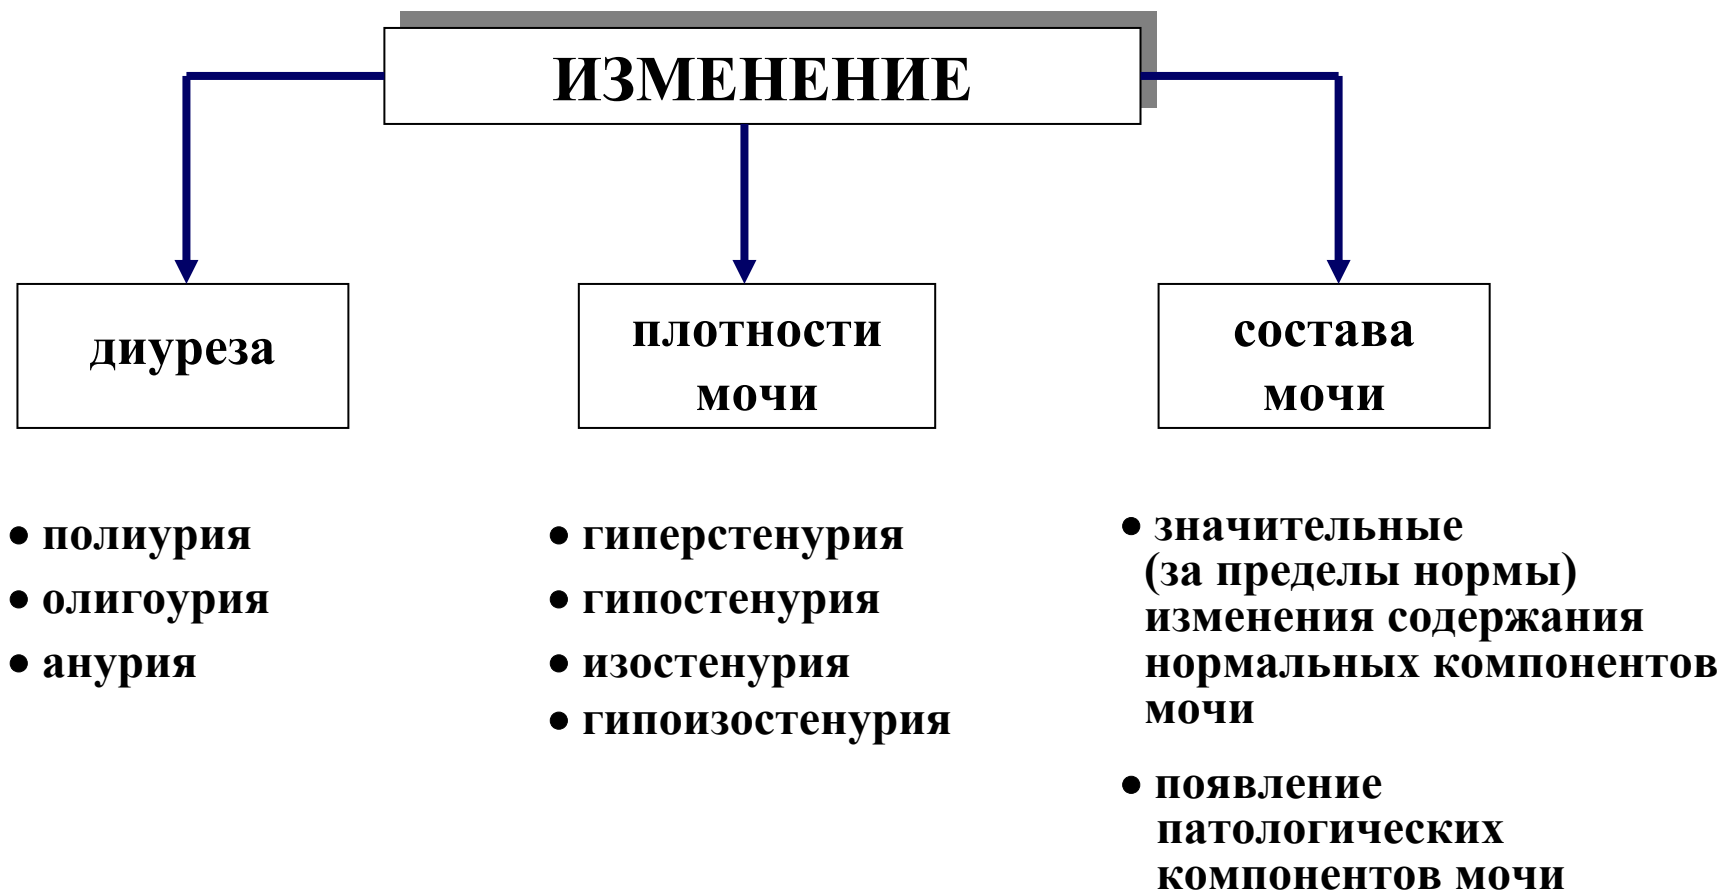 ИЗМЕНЕНИЕ
диуреза
• полиурия
• олигоурия
• анурия
плотности
мочи
• гиперстенурия
• гипостенурия
• изостенурия
• гипоизостенурия
состава
мочи
• значительные
(за пределы нормы)
изменения содержания
нормальных компонентов
мочи
• появление
патологических
компонентов мочи